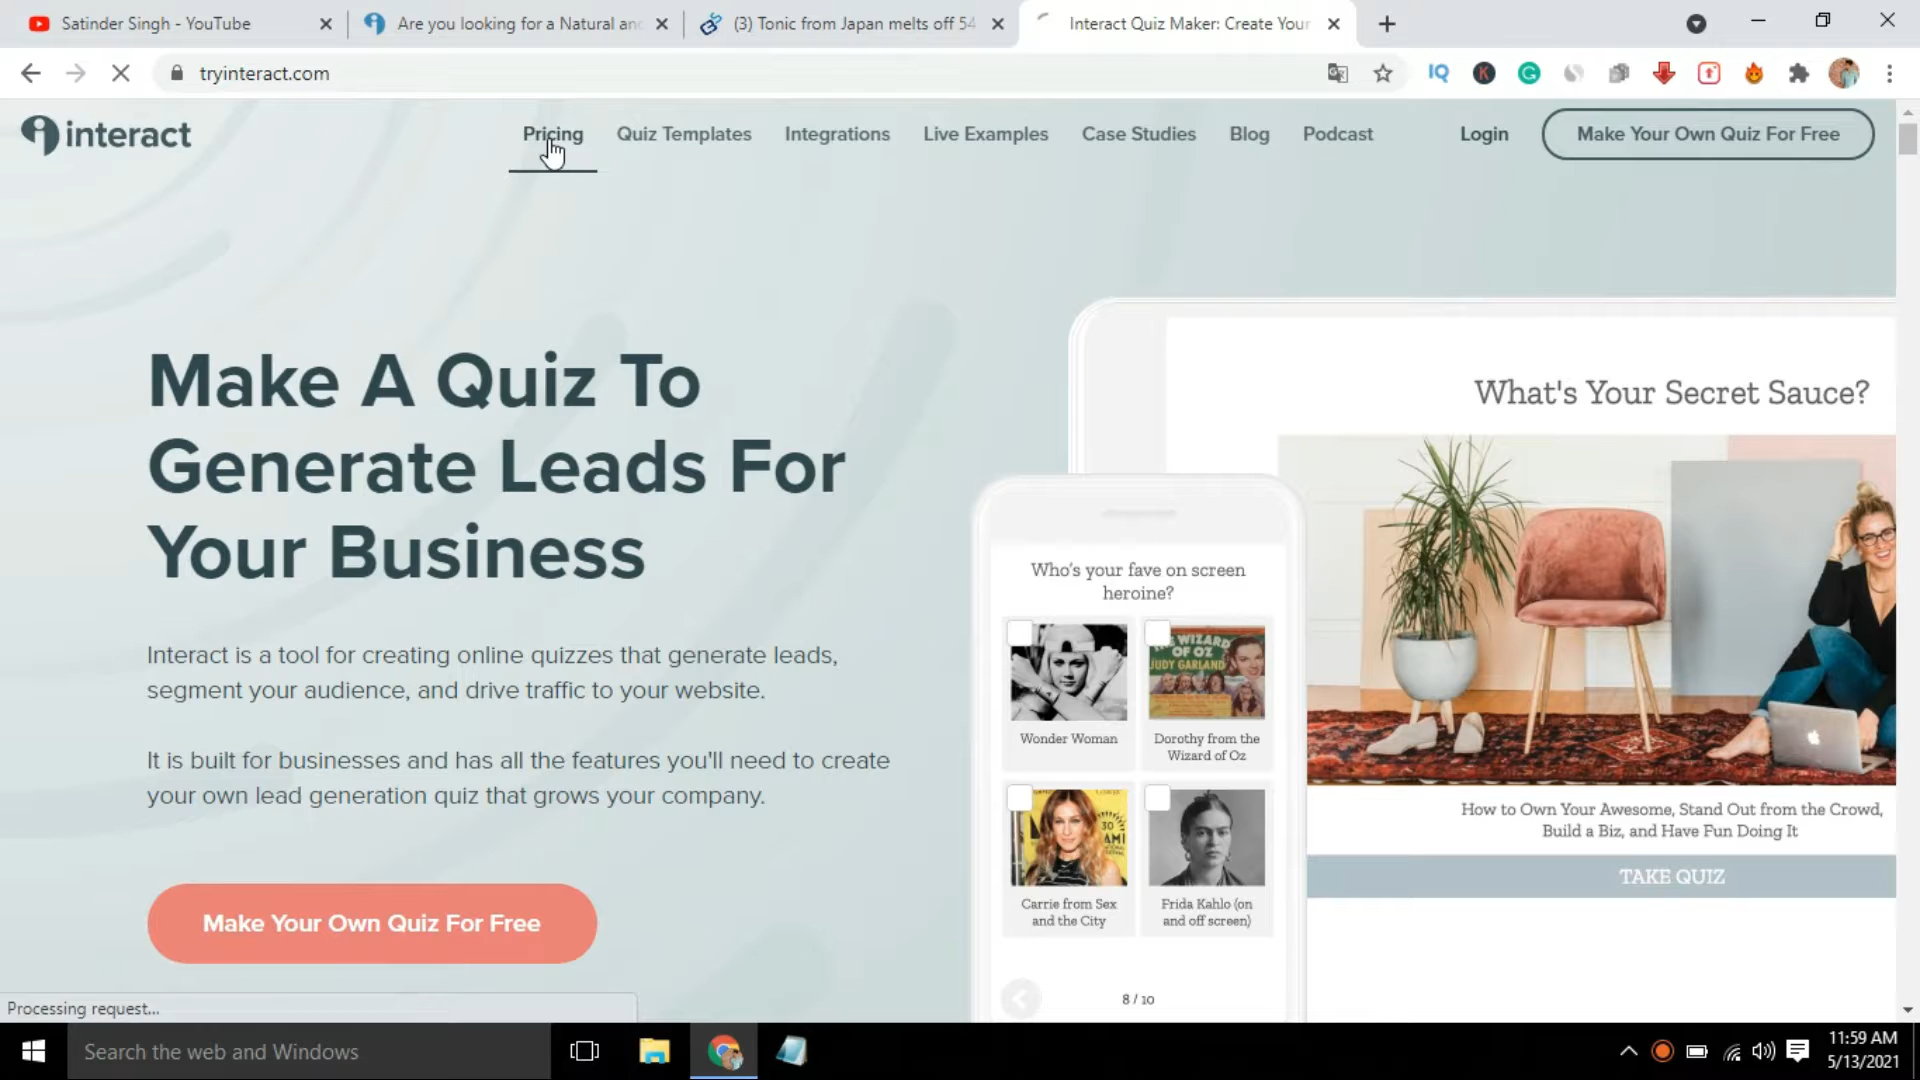 Satinder Singh - YouTube
Are you looking for a Natural and
(3) Tonic from Japan melts off 54
Interact Quiz Maker: Create Your
tryinteract.com
interact
Pricing
Quiz Templates
Integrations
Live Examples
Case Studies
Blog
Podcast
Login
Make Your Own Quiz For Free
Make A Quiz To
Generate Leads For
Your Business
Interact is a tool for creating online quizzes that generate leads,
segment your audience, and drive traffic to your website.
It is built for businesses and has all the features you'll need to create
your own lead generation quiz that grows your company.
Make Your Own Quiz For Free
What's Your Secret Sauce?
Who's your fave on screen
heroine?
WIZARD
OF OZ
JUDY GARLAND
Wonder Woman
Dorothy from the
Wizard of Oz
30
AMI
Carrie from Sex
and the City
Frida Kahlo (on
and off screen)
8 / 10
How to Own Your Awesome, Stand Out from the Crowd,
Build a Biz, and Have Fun Doing It
TAKE QUIZ
Processing request...
Search the web and Windows
11:59 AM
5/13/2021